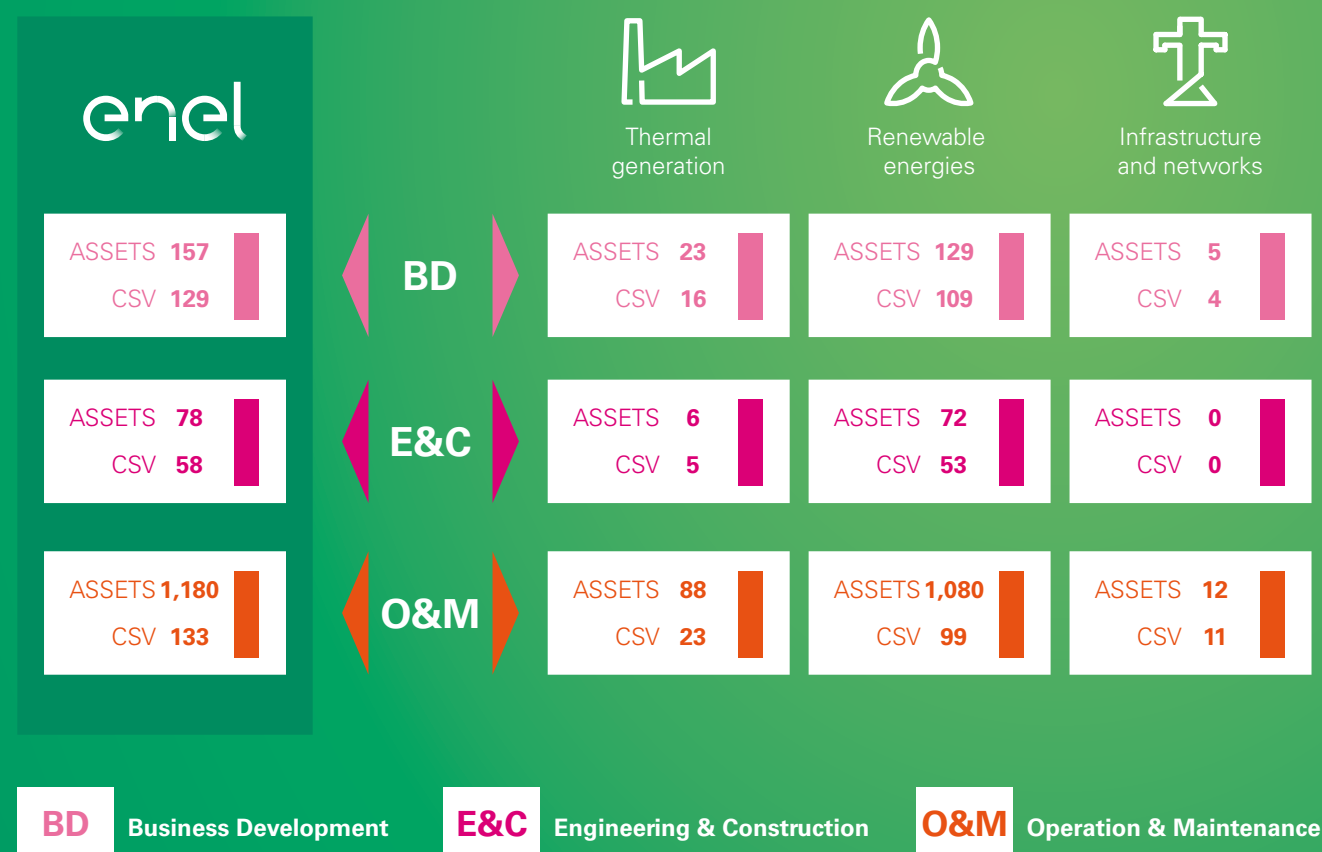 enel
Thermal
generation
Renewable
energies
Infrastructure
and networks
ASSETS 157
CSV 129
BD
ASSETS 23
CSV 16
ASSETS 129
CSV 109
ASSETS 5
CSV 4
ASSETS 78
CSV 58
E&C
ASSETS 6
CSV 5
ASSETS 72
CSV 53
ASSETS 0
CSV 0
ASSETS 1,180
CSV 133
O&M
ASSETS 88
CSV 23
ASSETS 1,080
CSV 99
ASSETS 12
CSV 11
BD Business Development
E&C Engineering & Construction
O&M Operation & Maintenance